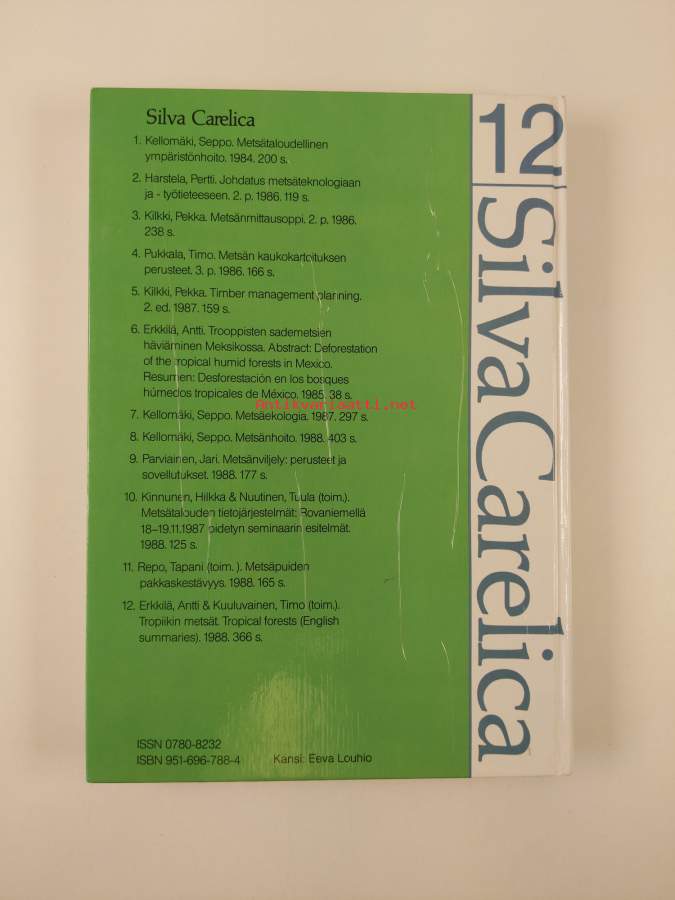 Silva Carelica
1. Kellomäki, Seppo. Metsätaloudellinen
ympäristönhoito. 1984. 200 s.
2. Harstela, Pertti. Johdatus metsäteknologiaan
ja - työtieteeseen. 2. p. 1986. 119 s.
3. Kilkki, Pekka. Metsänmittausoppi. 2. p. 1986.
238 s.
4. Pukkala, Timo. Metsän kaukokartoituksen
perusteet. 3. p. 1986. 166 s.
5. Kilkki, Pekka. Timber management planning.
2. ed. 1987. 159 s.
6. Erkkilä, Antti. Trooppisten sademetsien
häviäminen Meksikossa. Abstract: Deforestation
of the tropical humid forests in Mexico.
Resumen: Desforestación en los bosques
húmedos tropicales de México. 1985. 38 s.
Antikvariaatti.net
7. Kellomäki, Seppo. Metsäekologia. 1987. 297 s.
8. Kellomäki, Seppo. Metsänhoito. 1988. 403 s.
9. Parviainen, Jari. Metsänviljely: perusteet ja
sovellutukset. 1988. 177 s.
10. Kinnunen, Hilkka & Nuutinen, Tuula (toim.).
Metsätalouden tietojärjestelmät: Rovaniemellä
18–19.11.1987 pidetyn seminaarin esitelmät.
1988. 125 s.
11. Repo, Tapani (toim. ). Metsäpuiden
pakkaskestävyys. 1988. 165 s.
12. Erkkilä, Antti & Kuuluvainen, Timo (toim.).
Tropiikin metsät. Tropical forests (English
summaries). 1988. 366 s.
ISSN 0780-8232
ISBN 951-696-788-4 Kansi: Eeva Louhio
12
Silva Carelica